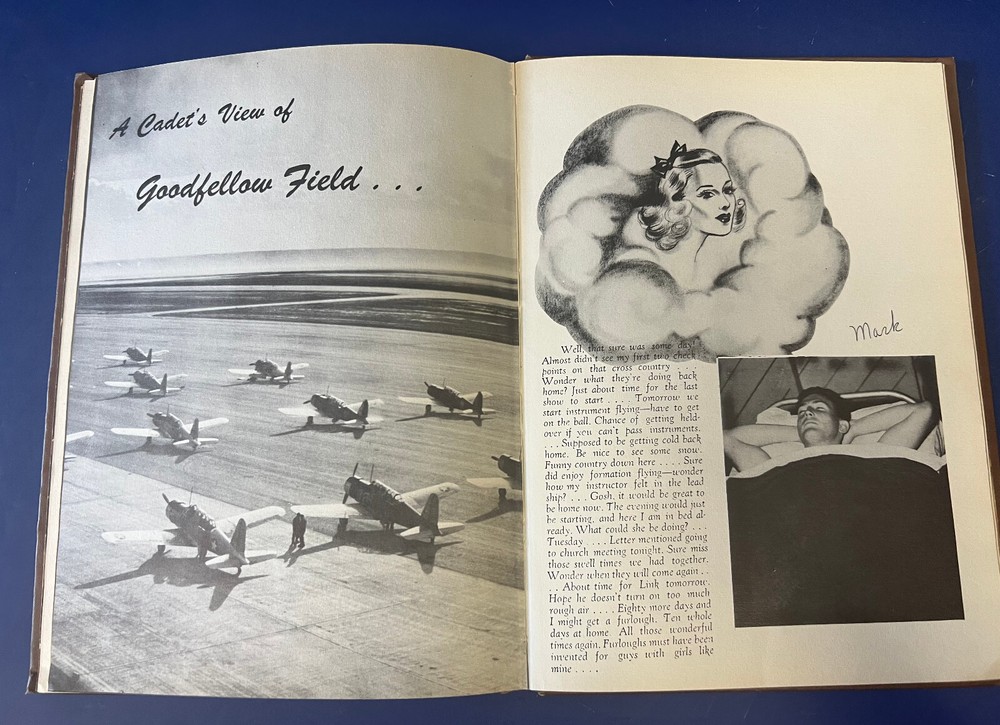 A Cadet's View of
Goodfellow Field . . .
Mark
Well, that sure was some day!
Almost didn't see my first two check
points on that cross country . . . .
Wonder what they're doing back
home? Just about time for the last
show to start . . . . Tomorrow we
start instrument flying—have to get
on the ball. Chance of getting held-
over if you can't pass instruments.
. . . Supposed to be getting cold back
home. Be nice to see some snow.
Funny country down here . . . . Sure
did enjoy formation flying—wonder
how my instructor felt in the lead
ship? . . . Gosh, it would be great to
be home now. The evening would just
be starting, and here I am in bed al-
ready. What could she be doing? . . .
Tuesday . . . . Letter mentioned going
to church meeting tonight. Sure miss
those swell times we had together.
Wonder when they will come again . .
. . About time for Link tomorrow.
Hope he doesn't turn on too much
rough air . . . . Eighty more days and
I might get a furlough. Ten whole
days at home. All those wonderful
times again. Furloughs must have been
invented for guys with girls like
mine . . . .